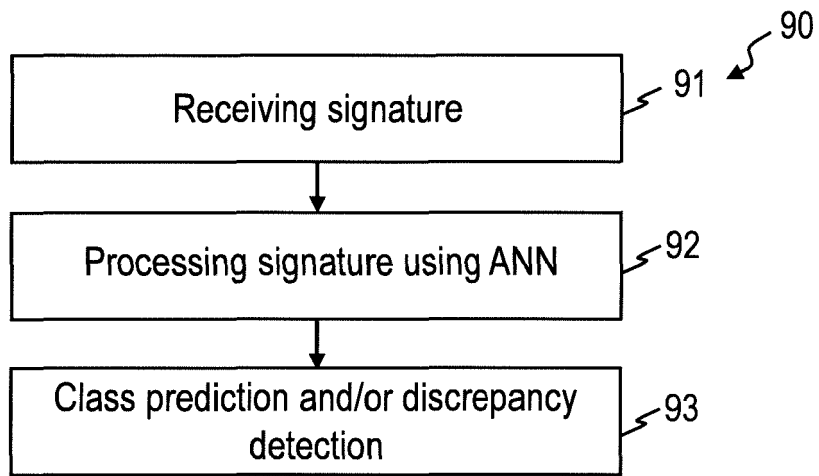 90
Receiving signature
91
Processing signature using ANN
92
Class prediction and/or discrepancy
detection
93